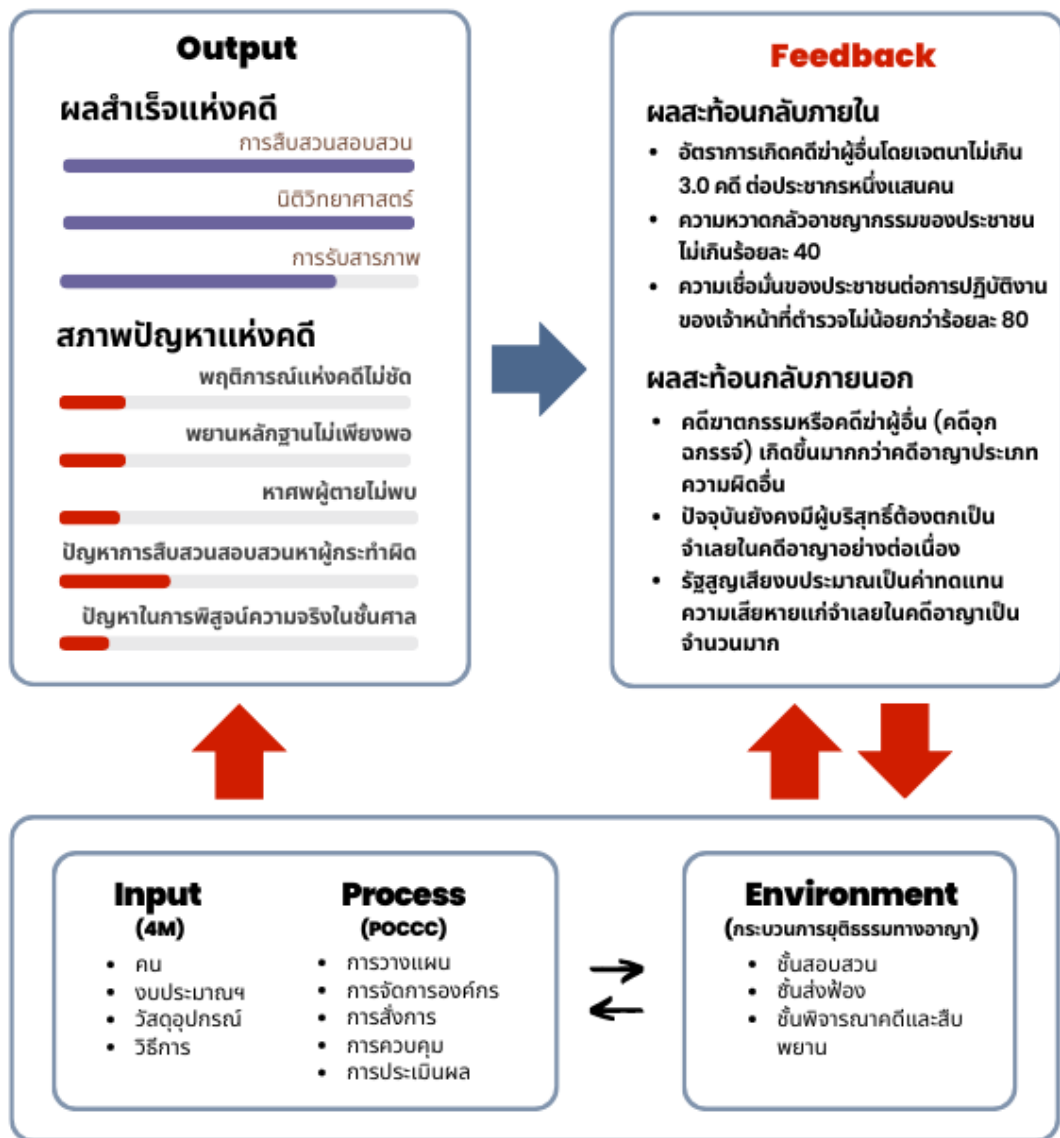 Output
ผลสำเร็จแห่งคดี
การสืบสวนสอบสวน
นิติวิทยาศาสตร์
การรับสารภาพ
สภาพปัญหาแห่งคดี
พฤติการณ์แห่งคดีไม่ชัด
พยานหลักฐานไม่เพียงพอ
หาศพผู้ตายไม่พบ
ปัญหาการสืบสวนสอบสวนหาผู้กระทำผิด
ปัญหาในการพิสูจน์ความจริงในชั้นศาล
Feedback
ผลสะท้อนกลับภายใน
• อัตราการเกิดคดีฆ่าผู้อื่นโดยเจตนาไม่เกิน
3.0 คดี ต่อประชากรหนึ่งแสนคน
• ความหวาดกลัวอาชญากรรมของประชาชน
ไม่เกินร้อยละ 40
• ความเชื่อมั่นของประชาชนต่อการปฏิบัติงาน
ของเจ้าหน้าที่ตำรวจไม่น้อยกว่าร้อยละ 80
ผลสะท้อนกลับภายนอก
• คดีฆาตกรรมหรือคดีฆ่าผู้อื่น (คดีอุก
ฉกรรจ์) เกิดขึ้นมากกว่าคดีอาญาประเภท
ความผิดอื่น
• ปัจจุบันยังคงมีผู้บริสุทธิ์ต้องตกเป็น
จำเลยในคดีอาญาอย่างต่อเนื่อง
• รัฐสูญเสียงบประมาณเป็นค่าทดแทน
ความเสียหายแก่จำเลยในคดีอาญาเป็น
จำนวนมาก
Input
(4M)
• คน
• งบประมาณฯ
• วัสดุอุปกรณ์
• วิธีการ
Process
(POCCC)
• การวางแผน
• การจัดการองค์กร
• การสั่งการ
• การควบคุม
• การประเมินผล
Environment
(กระบวนการยุติธรรมทางอาญา)
• ชั้นสอบสวน
• ชั้นส่งฟ้อง
• ชั้นพิจารณาคดีและสืบ
พยาน